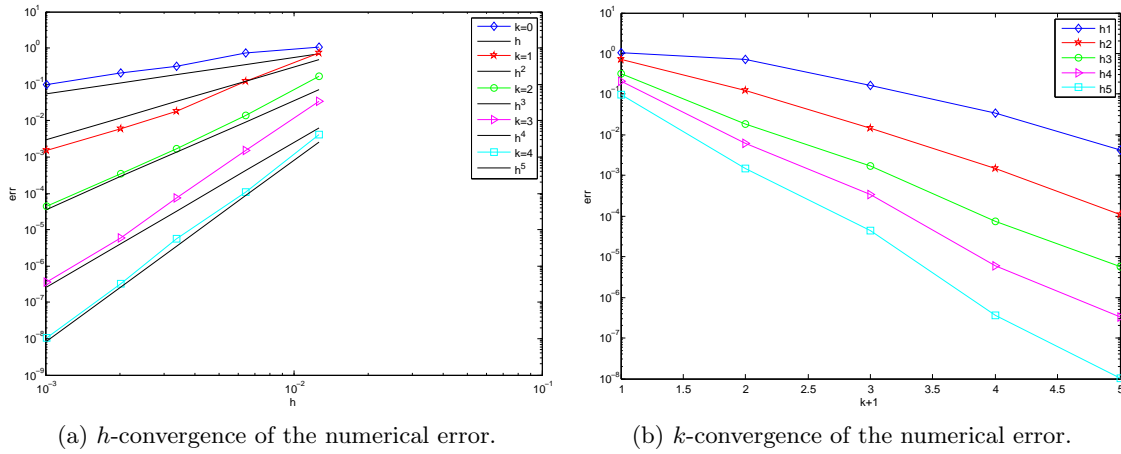 10^1
10^0
10^-1
10^-2
10^-3
10^-4
10^-5
10^-6
10^-7
10^-8
10^-9
err
10^-3
10^-2
10^-1
h
k=0
h
k=1
h^2
k=2
h^3
k=3
h^4
k=4
h^5
(a) h-convergence of the numerical error.
10^1
10^0
10^-1
10^-2
10^-3
10^-4
10^-5
10^-6
10^-7
10^-8
err
1
1.5
2
2.5
3
3.5
4
4.5
5
k+1
h1
h2
h3
h4
h5
(b) k-convergence of the numerical error.